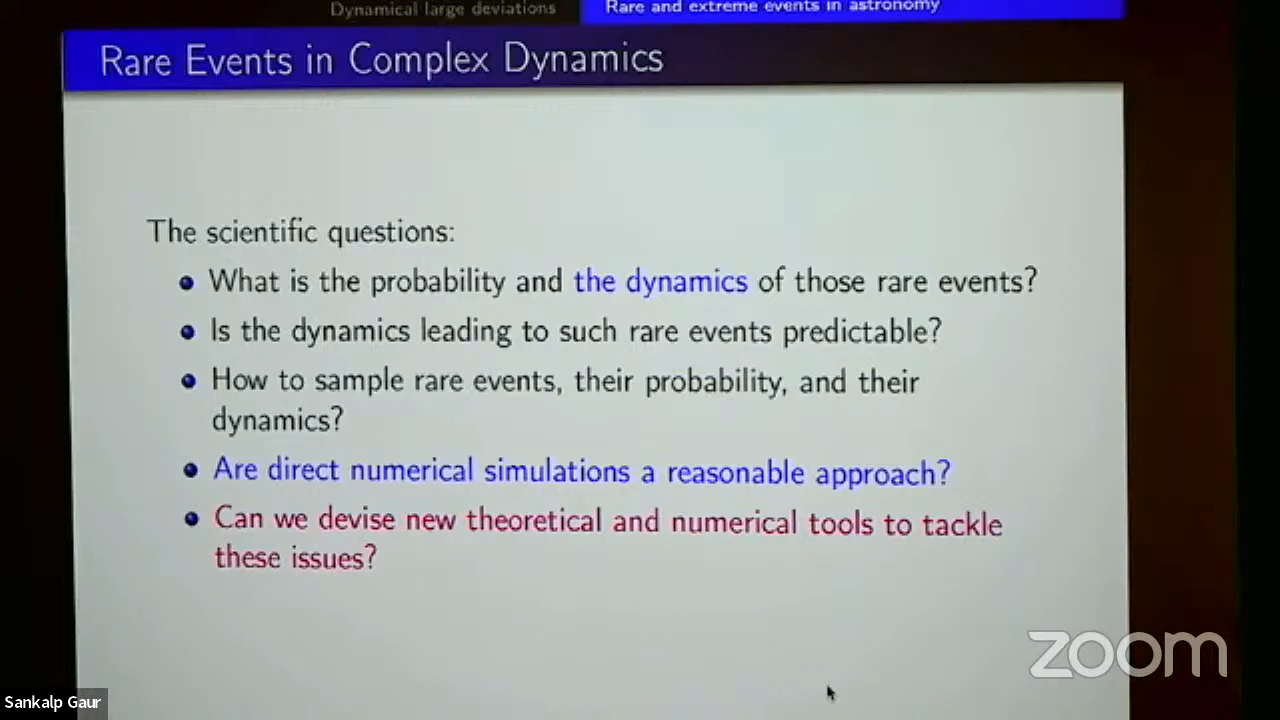 Dynamical large deviations
Rare and extreme events in astronomy
Rare Events in Complex Dynamics
The scientific questions:
What is the probability and the dynamics of those rare events?
Is the dynamics leading to such rare events predictable?
How to sample rare events, their probability, and their
dynamics?
Are direct numerical simulations a reasonable approach?
Can we devise new theoretical and numerical tools to tackle
these issues?
zoom
Sankalp Gaur